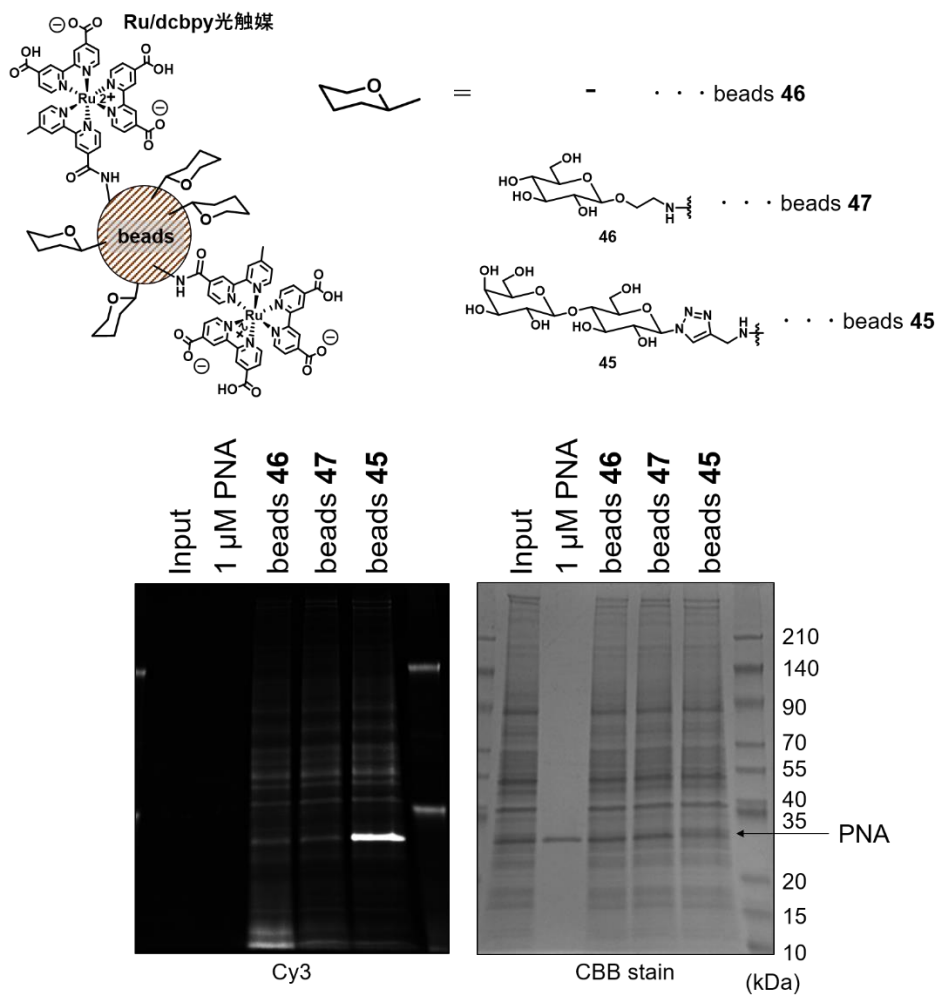 Ru/dcbpy光触媒
beads
= - ・・・beads 46
・・・beads 47
46
・・・beads 45
45
Input
1 µM PNA
beads 46
beads 47
beads 45
Input
1 µM PNA
beads 46
beads 47
beads 45
210
140
90
70
55
40
35
PNA
20
15
10
Cy3
CBB stain
(kDa)